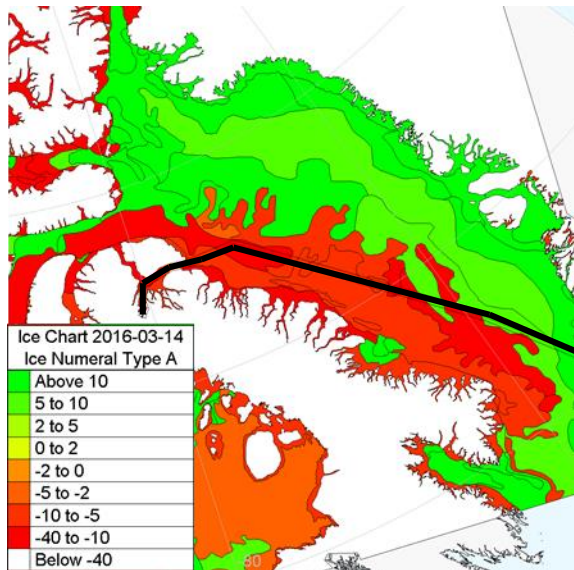 Ice Chart 2016-03-14
Ice Numeral Type A
Above 10
5 to 10
2 to 5
0 to 2
-2 to 0
-5 to -2
-10 to -5
-40 to -10
Below -40